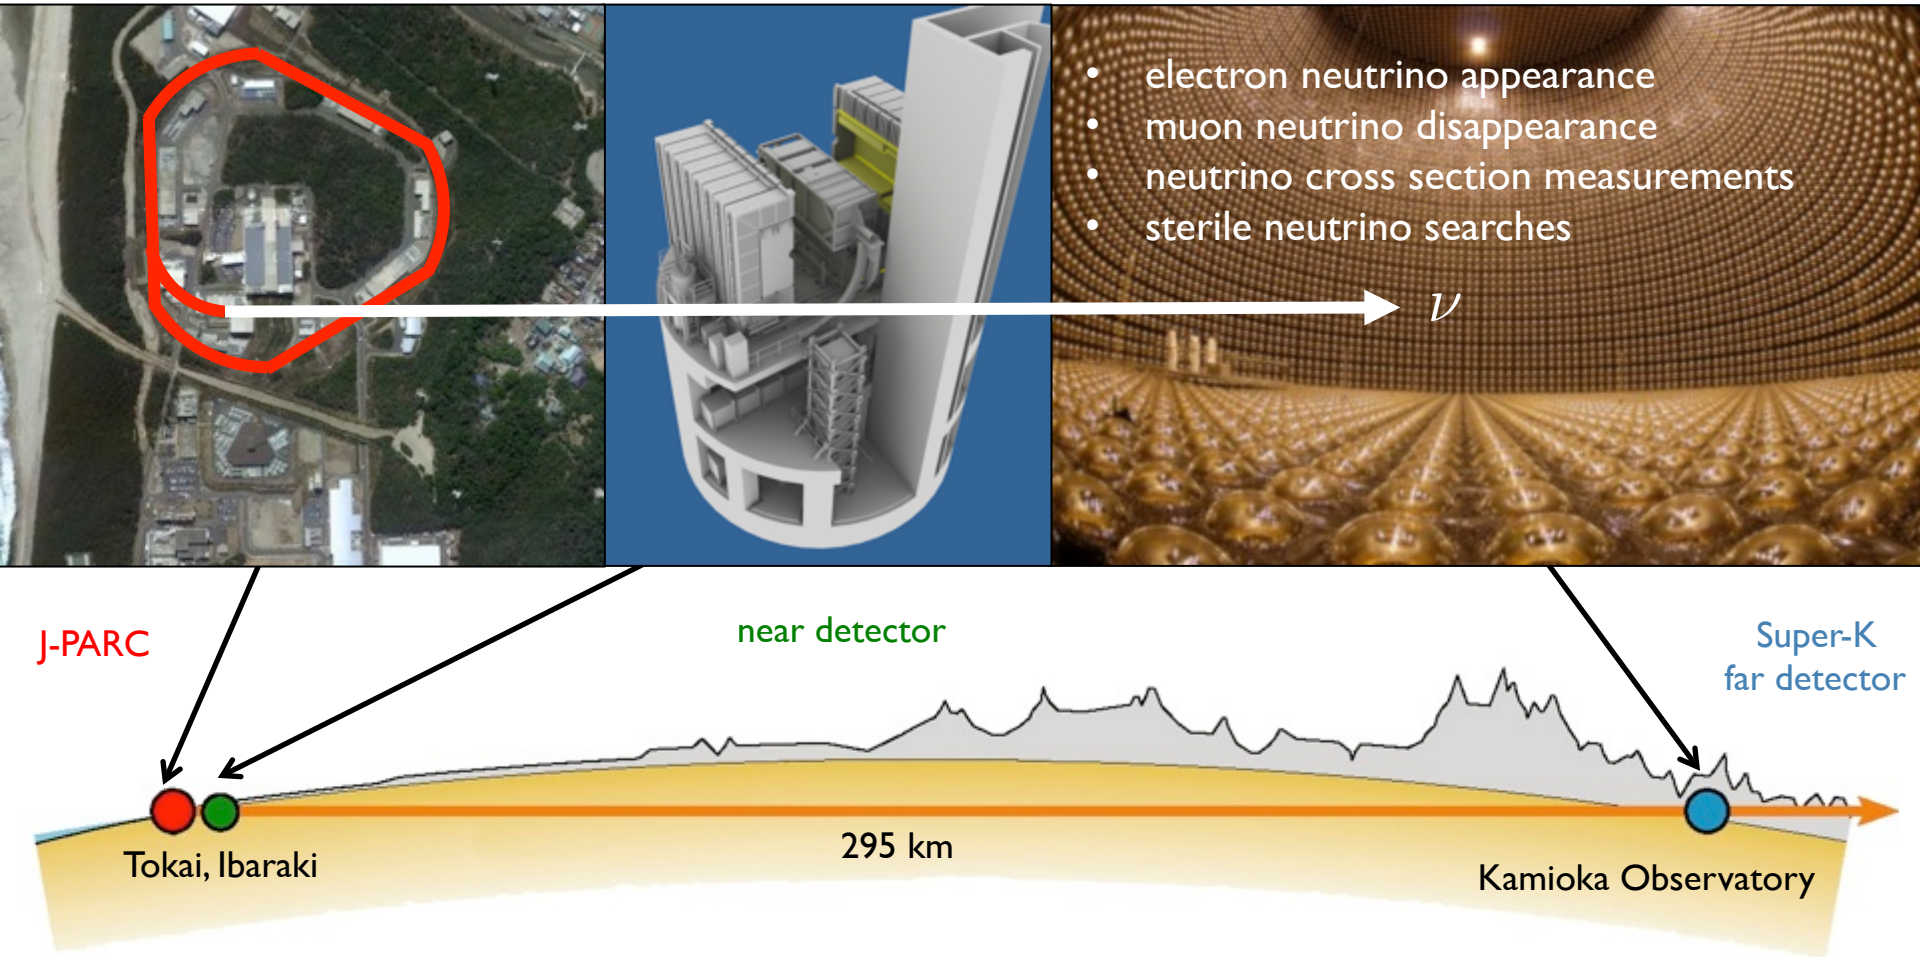 • electron neutrino appearance
• muon neutrino disappearance
• neutrino cross section measurements
• sterile neutrino searches
ν
J-PARC
near detector
Super-K
far detector
295 km
Tokai, Ibaraki
Kamioka Observatory